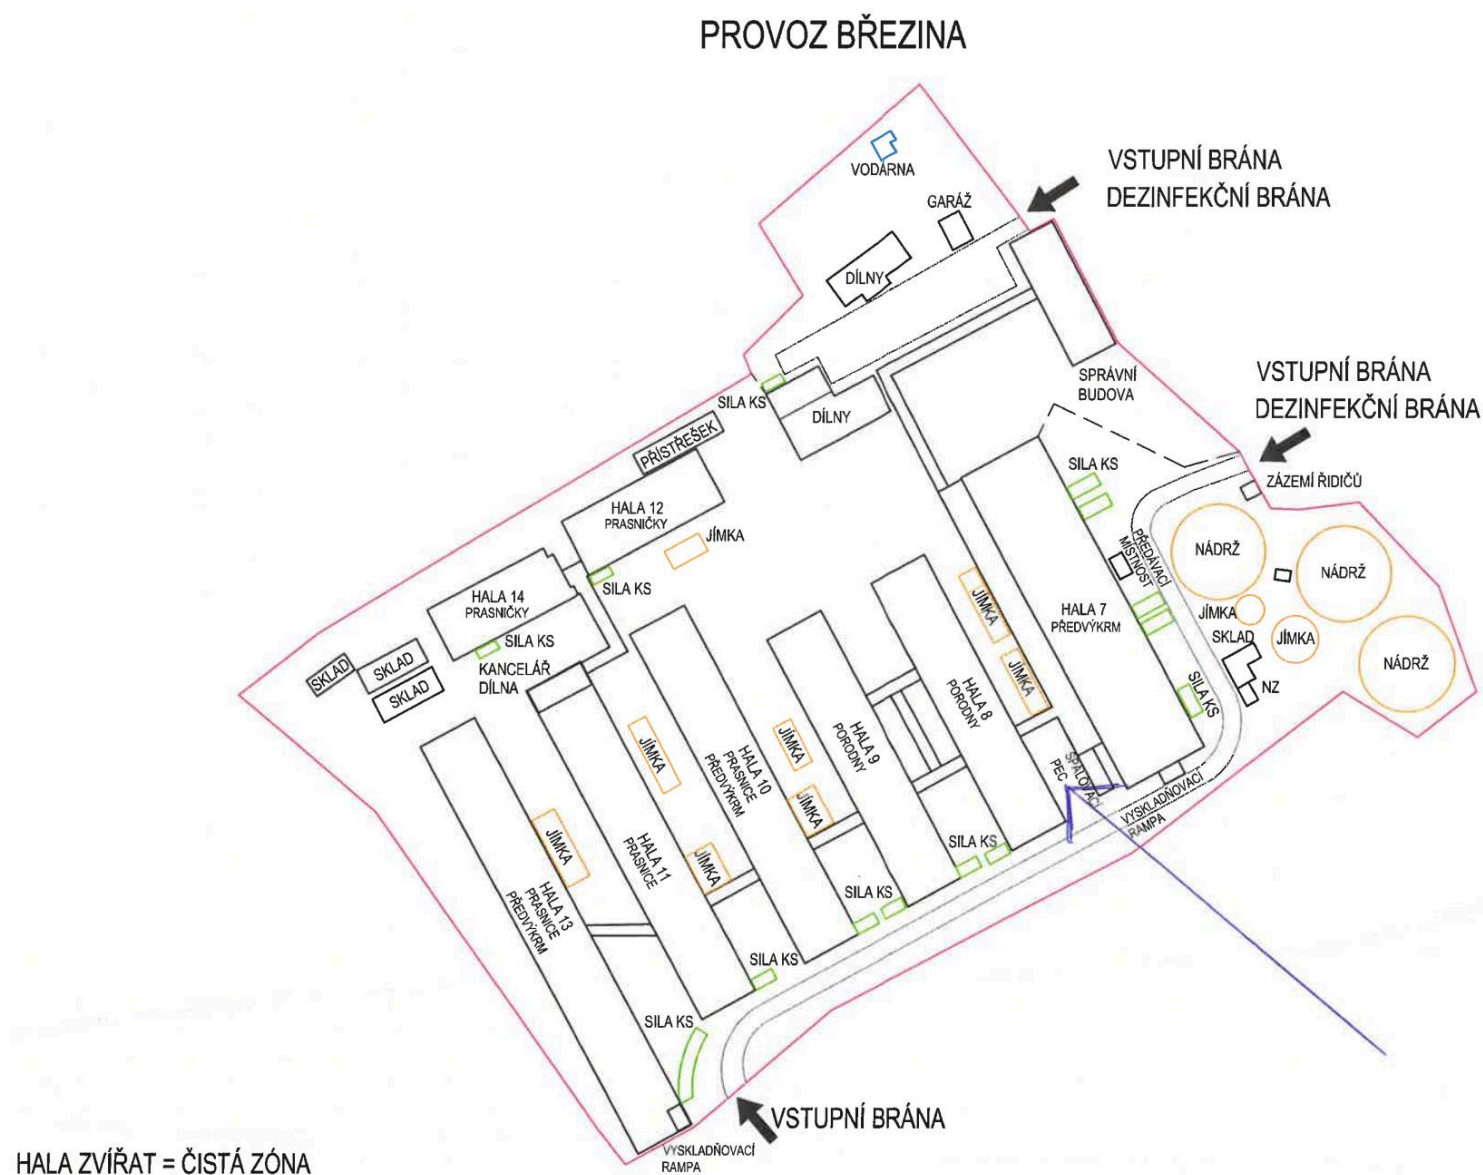 PROVOZ BŘEZINA
VSTUPNÍ BRÁNA
DEZINFEKČNÍ BRÁNA
VODÁRNA
GARÁŽ
DÍLNY
SPRÁVNÍ
BUDOVA
VSTUPNÍ BRÁNA
DEZINFEKČNÍ BRÁNA
SILA KS
DÍLNY
PŘÍSTŘEŠEK
SILA KS
ZÁZEMÍ ŘIDIČŮ
HALA 12
PRASNIČKY
JÍMKA
SILA KS
PŘEDÁVACÍ
MÍSTNOST
NÁDRŽ
NÁDRŽ
NÁDRŽ
HALA 14
PRASNIČKY
SILA KS
KANCELÁŘ
DÍLNA
JÍMKA
JÍMKA
HALA 7
PŘEDVÝKRM
JÍMKA
SKLAD
JÍMKA
NZ
SILA KS
SKLAD
SKLAD
SKLAD
HALA 8
PORODNY
HALA 9
PORODNY
JÍMKA
JÍMKA
HALA 10
PRASNICE
PŘEDVÝKRM
JÍMKA
JÍMKA
HALA 11
PRASNICE
JÍMKA
HALA 13
PRASNICE
PŘEDVÝKRM
SPALOVACÍ
PEC
VYSKLADŇOVACÍ
RAMPA
SILA KS
SILA KS
SILA KS
SILA KS
VSTUPNÍ BRÁNA
VYSKLADŇOVACÍ
RAMPA
HALA ZVÍŘAT = ČISTÁ ZÓNA